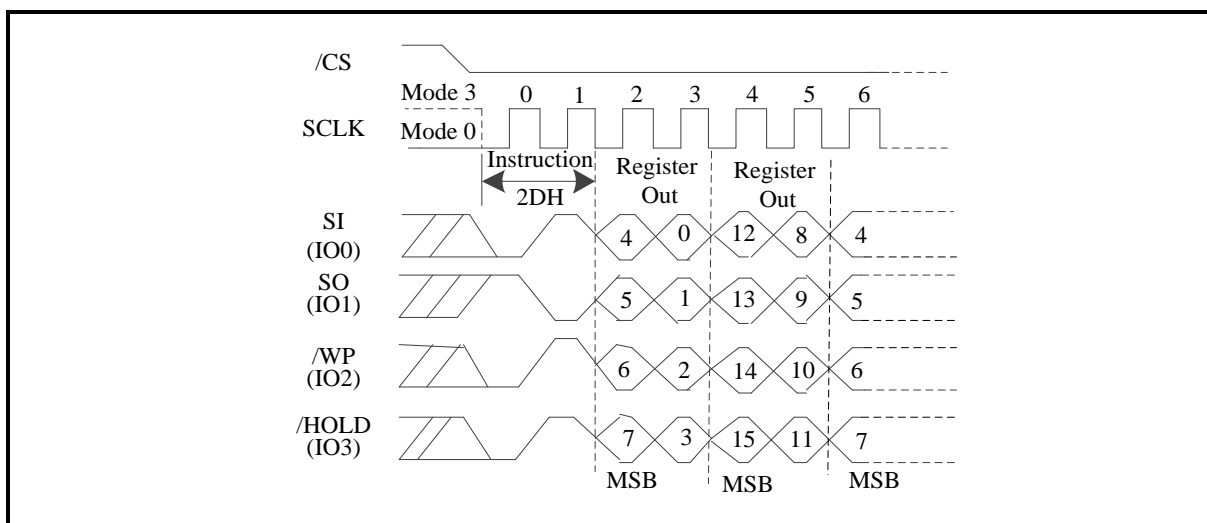 /CS
Mode 3 0 1 2 3 4 5 6
SCLK Mode 0
Instruction Register Out Register Out
2DH
SI (IO0) 4 0 12 8 4
SO (IO1) 5 1 13 9 5
/WP (IO2) 6 2 14 10 6
/HOLD (IO3) 7 3 15 11 7
MSB MSB MSB